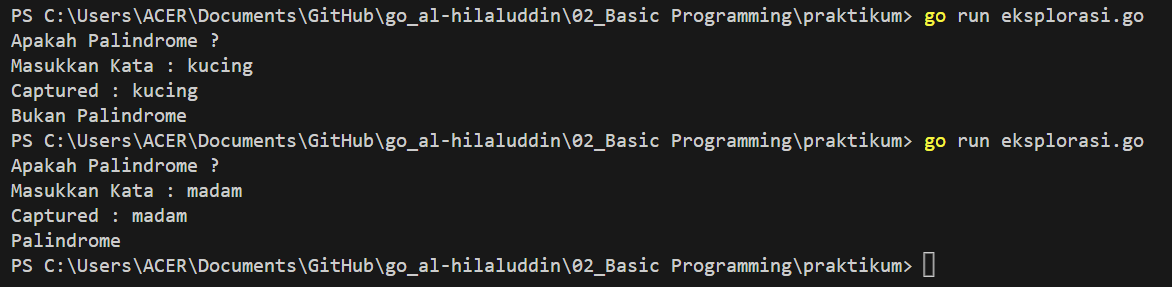 PS C:\Users\ACER\Documents\GitHub\go_al-hilaluddin\02_Basic Programming\praktikum> go run eksplorasi.go
Apakah Palindrome ?
Masukkan Kata : kucing
Captured : kucing
Bukan Palindrome
PS C:\Users\ACER\Documents\GitHub\go_al-hilaluddin\02_Basic Programming\praktikum> go run eksplorasi.go
Apakah Palindrome ?
Masukkan Kata : madam
Captured : madam
Palindrome
PS C:\Users\ACER\Documents\GitHub\go_al-hilaluddin\02_Basic Programming\praktikum>